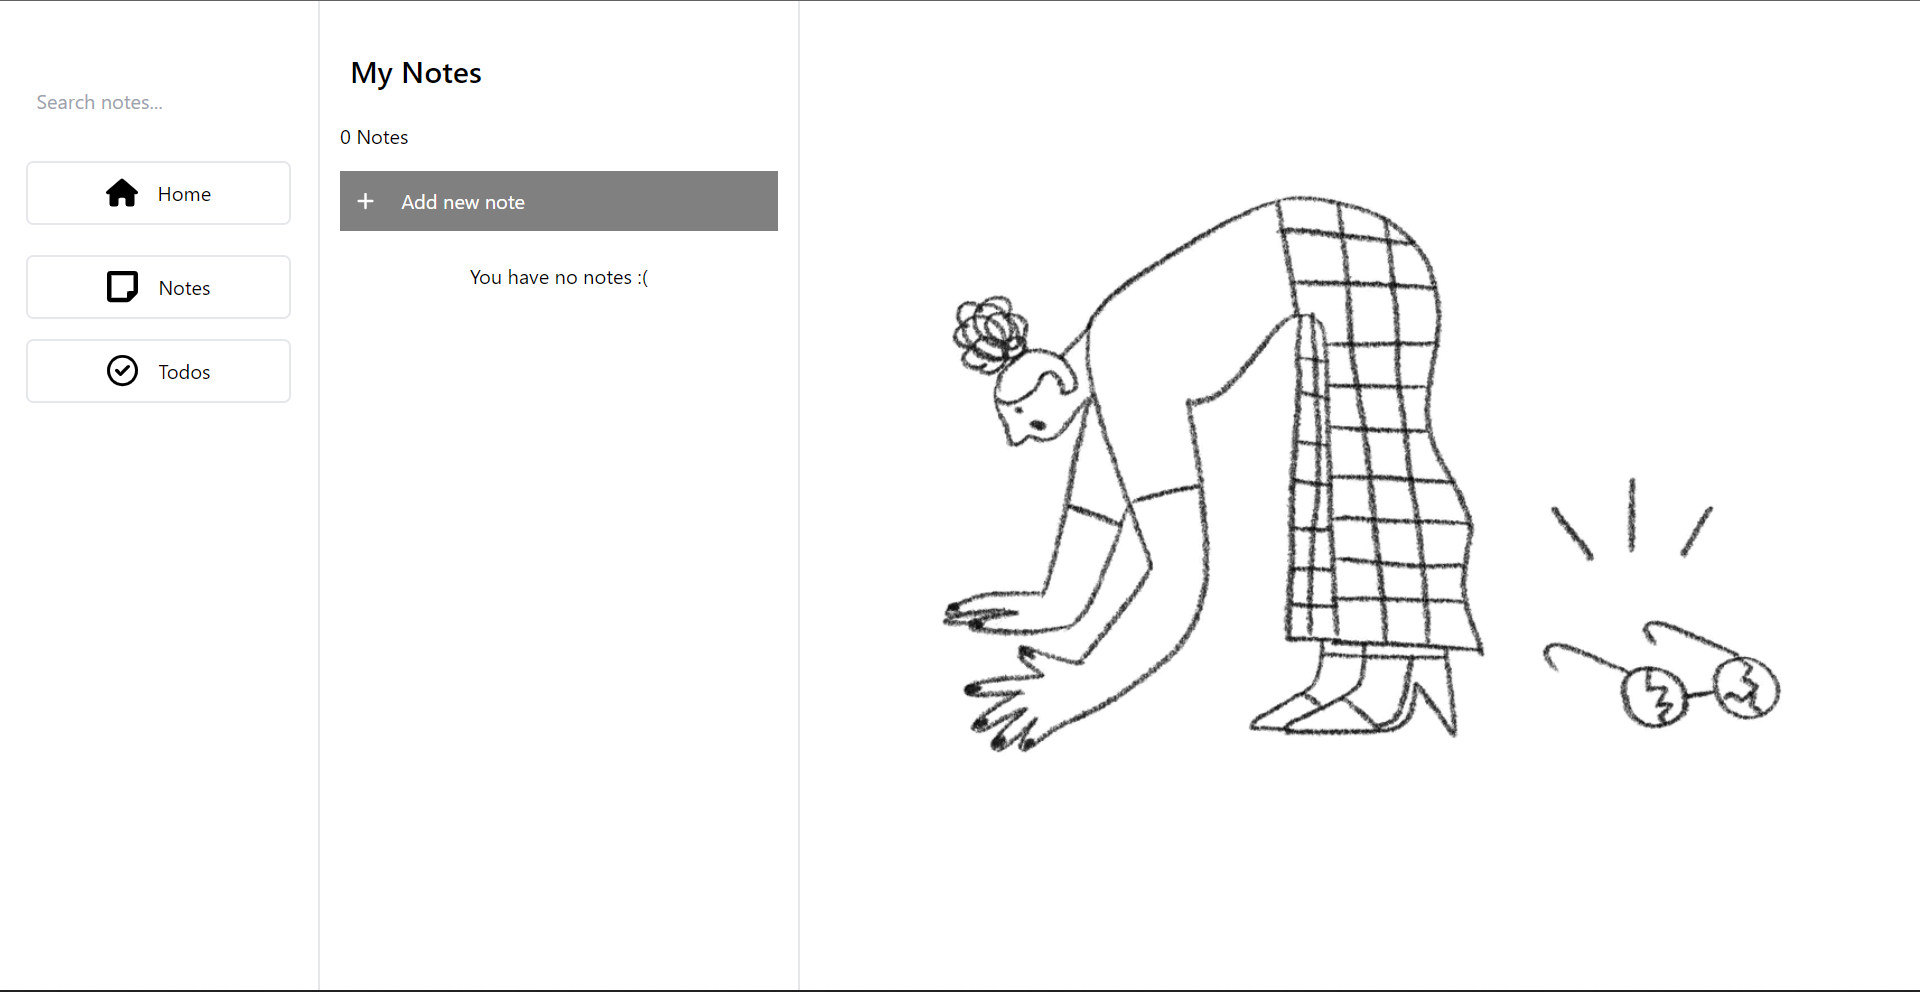 Search notes...
Home
Notes
Todos
My Notes
0 Notes
+ Add new note
You have no notes :(